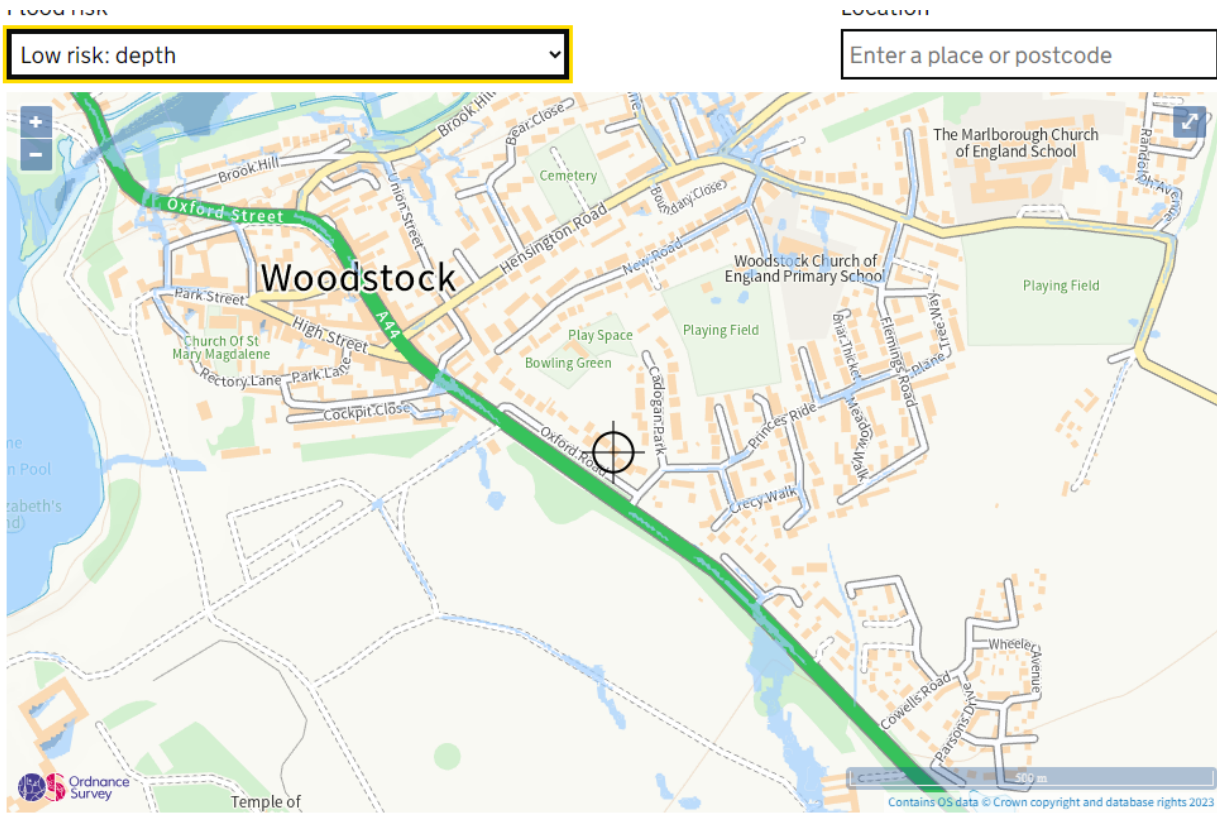 Flood risk
Location
Low risk: depth
Enter a place or postcode
+
−
Brook Hill
Bear Close
The Marlborough Church
of England School
Brook Hill
Cemetery
Union Street
Boundary Close
Oxford Street
Hensington Road
New Road
Woodstock
Woodstock Church of
England Primary School
Playing Field
Park Street
High Street
A44
Play Space
Playing Field
Briar Thicket
Flemings Road
Plane
Tree Way
Church Of St
Mary Magdalene
Bowling Green
Rectory Lane
Park Lane
Cadogan Park
Cockpit Close
Princes Ride
Meadow
Walk
Oxford Road
n Pool
zabeth's
nd)
Crecy Walk
Wheeler
Avenue
Cowells Road
Parsons Drive
Ordnance
Survey
Temple of
500 m
Contains OS data © Crown copyright and database rights 2023